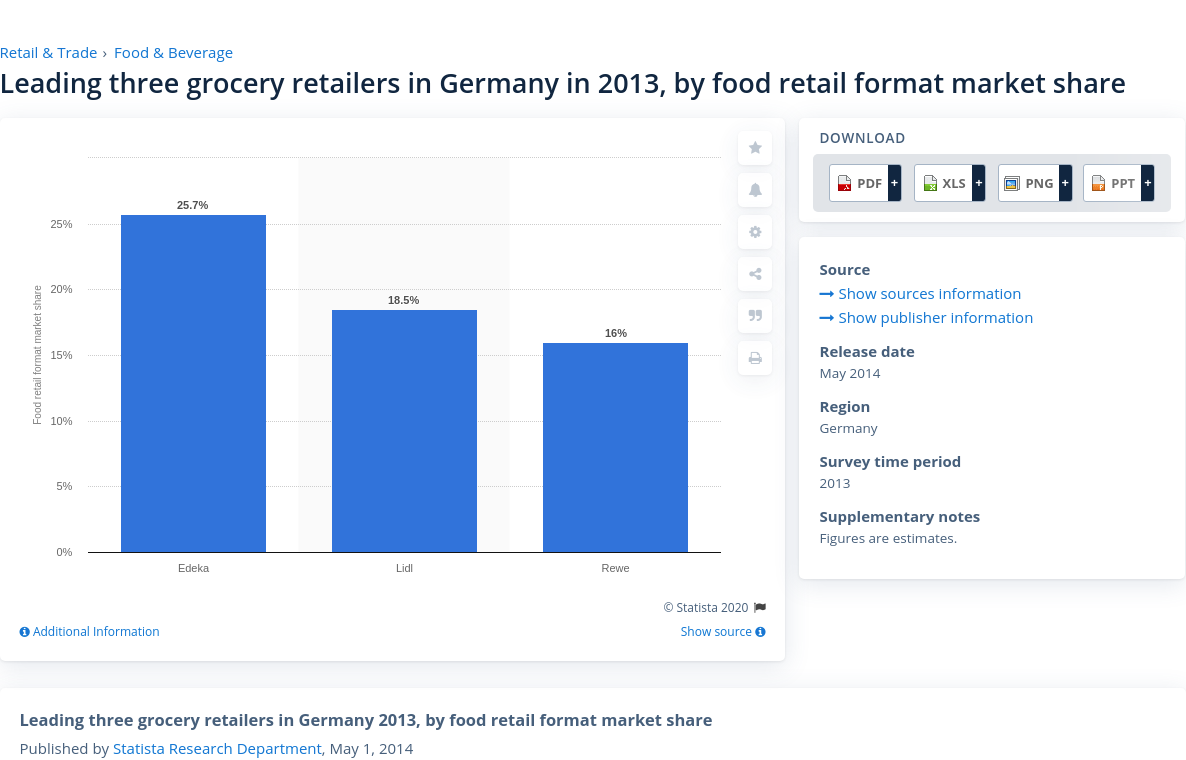 Retail & Trade › Food & Beverage
Leading three grocery retailers in Germany in 2013, by food retail format market share
25.7%
18.5%
16%
25%
20%
15%
10%
5%
0%
Food retail format market share
Edeka
Lidl
Rewe
© Statista 2020
Additional Information
Show source
DOWNLOAD
PDF + XLS + PNG + PPT +
Source
Show sources information
Show publisher information
Release date
May 2014
Region
Germany
Survey time period
2013
Supplementary notes
Figures are estimates.
Leading three grocery retailers in Germany 2013, by food retail format market share
Published by Statista Research Department, May 1, 2014